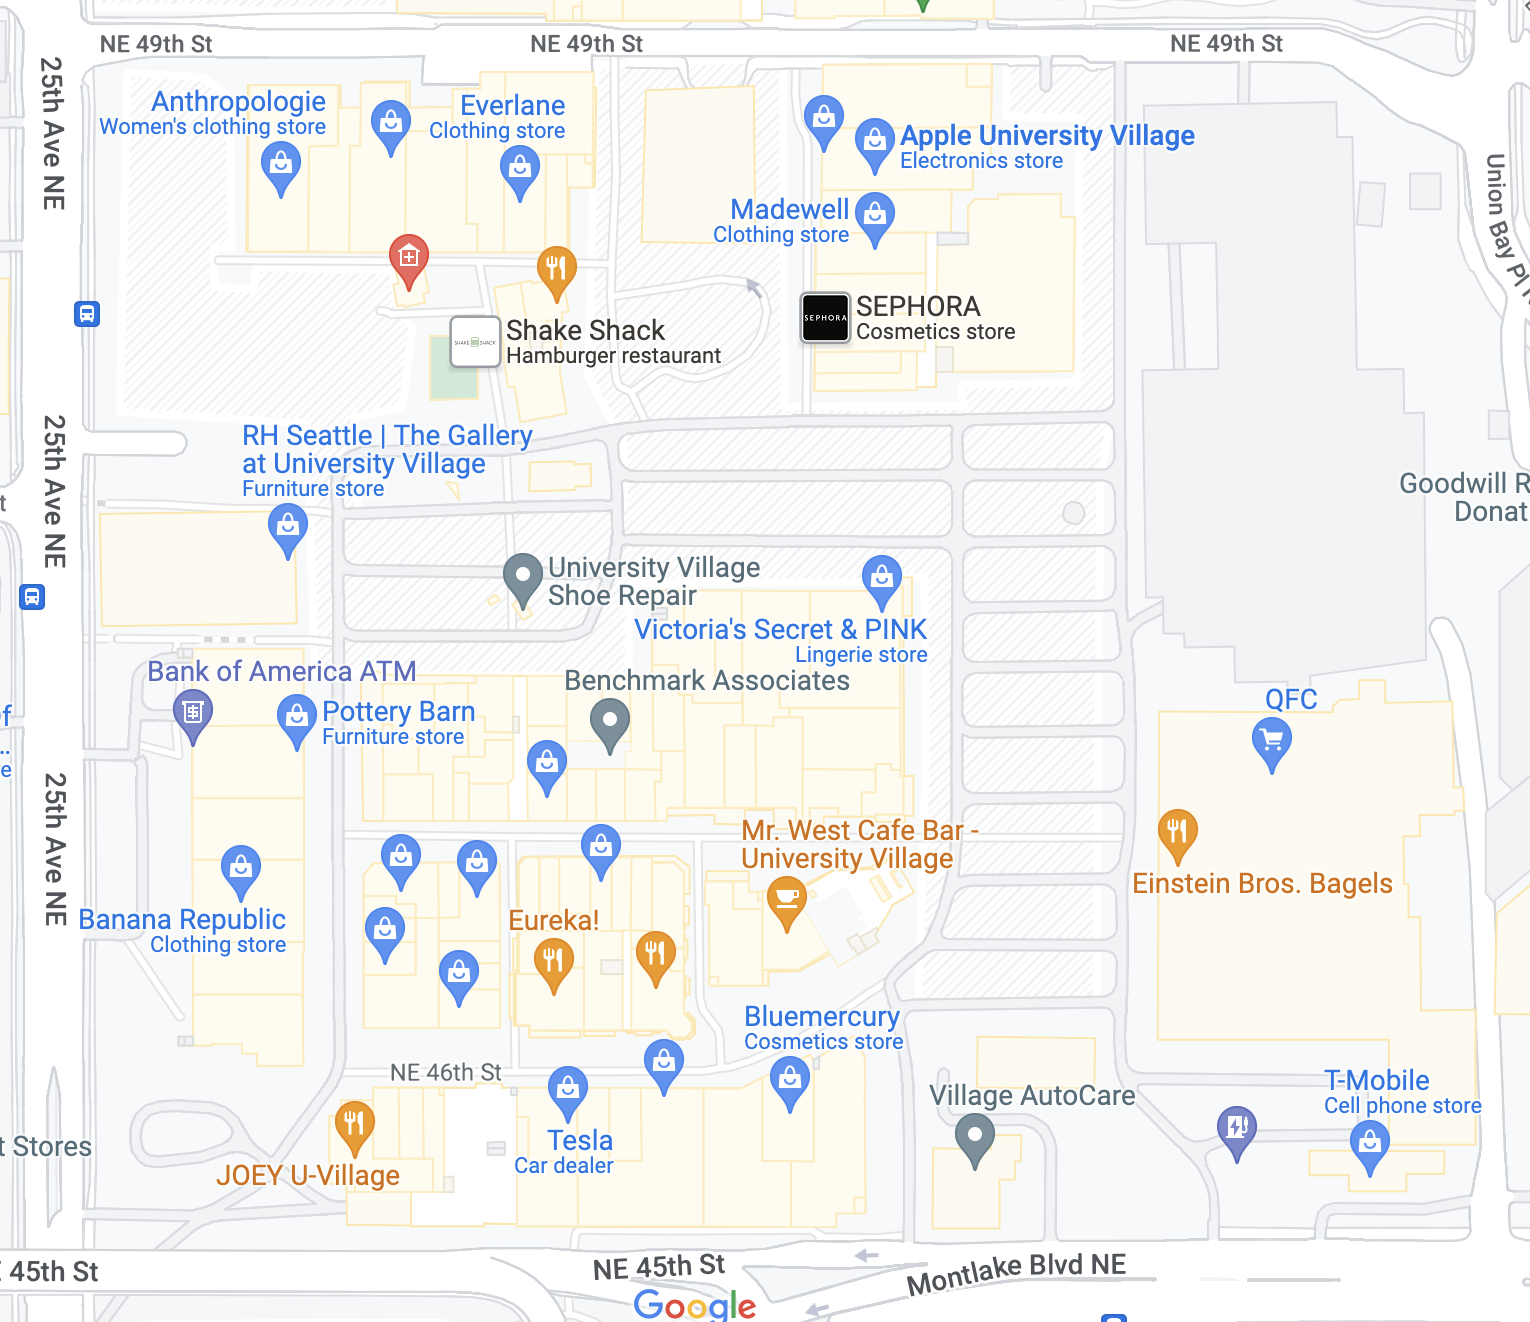 NE 49th St
NE 49th St
NE 49th St
25th Ave NE
Anthropologie
Women's clothing store
Everlane
Clothing store
Apple University Village
Electronics store
Madewell
Clothing store
Union Bay Pl
SEPHORA
SEPHORA
Cosmetics store
SHAKE SHACK
Shake Shack
Hamburger restaurant
25th Ave NE
RH Seattle | The Gallery
at University Village
Furniture store
t
Goodwill R
Donat
University Village
Shoe Repair
Victoria's Secret & PINK
Lingerie store
Bank of America ATM
Benchmark Associates
Pottery Barn
Furniture store
QFC
of
...
e
25th Ave NE
Mr. West Cafe Bar -
University Village
Einstein Bros. Bagels
Banana Republic
Clothing store
Eureka!
Bluemercury
Cosmetics store
NE 46th St
Village AutoCare
T-Mobile
Cell phone store
t Stores
Tesla
Car dealer
JOEY U-Village
E 45th St
NE 45th St
Montlake Blvd NE
Google